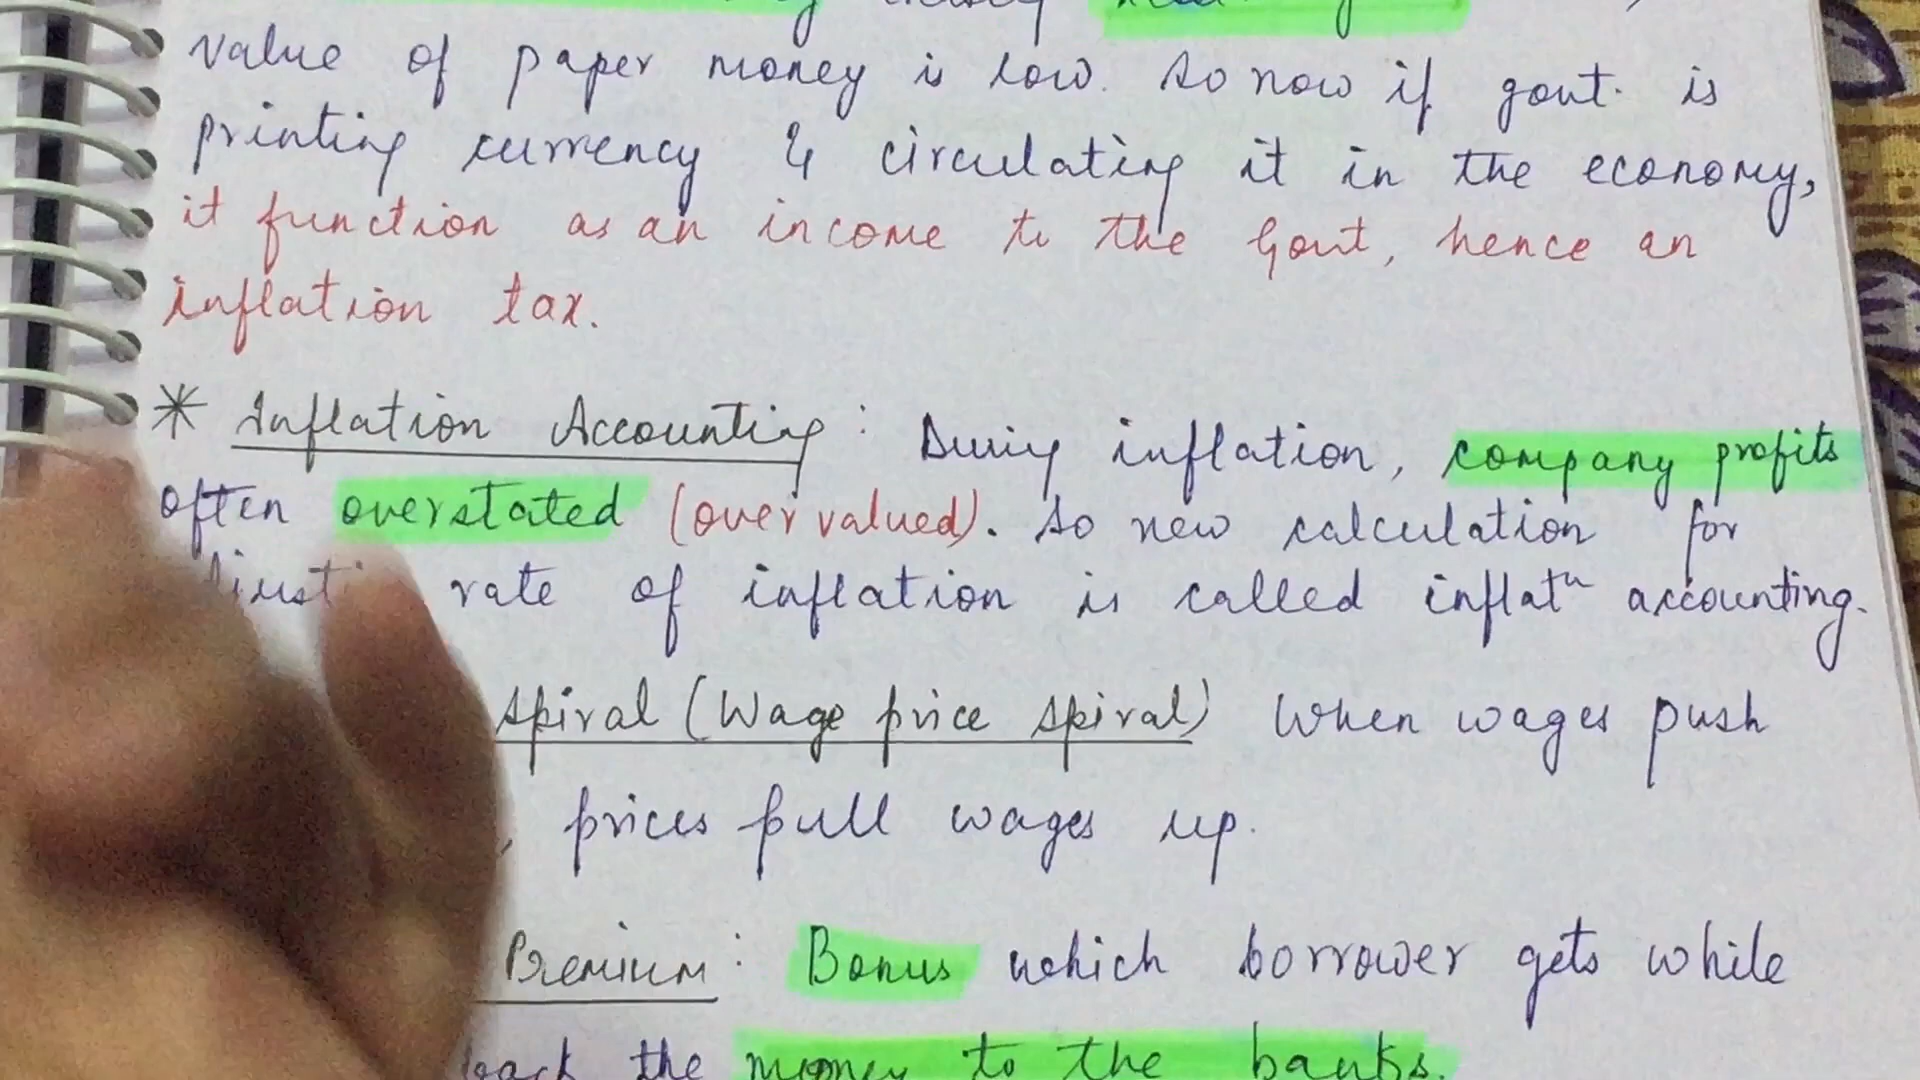 value of paper money is low. So now if govt. is
printing currency & circulating it in the economy,
it function as an income to the Govt, hence an
inflation tax.
* Inflation Accounting : During inflation, company profits
often overstated (over valued). So new calculation for
rate of inflation is called inflatn accounting.
Spiral (Wage price spiral) When wages push
, prices pull wages up.
Premium : Bonus which borrower gets while
back the money to the banks.